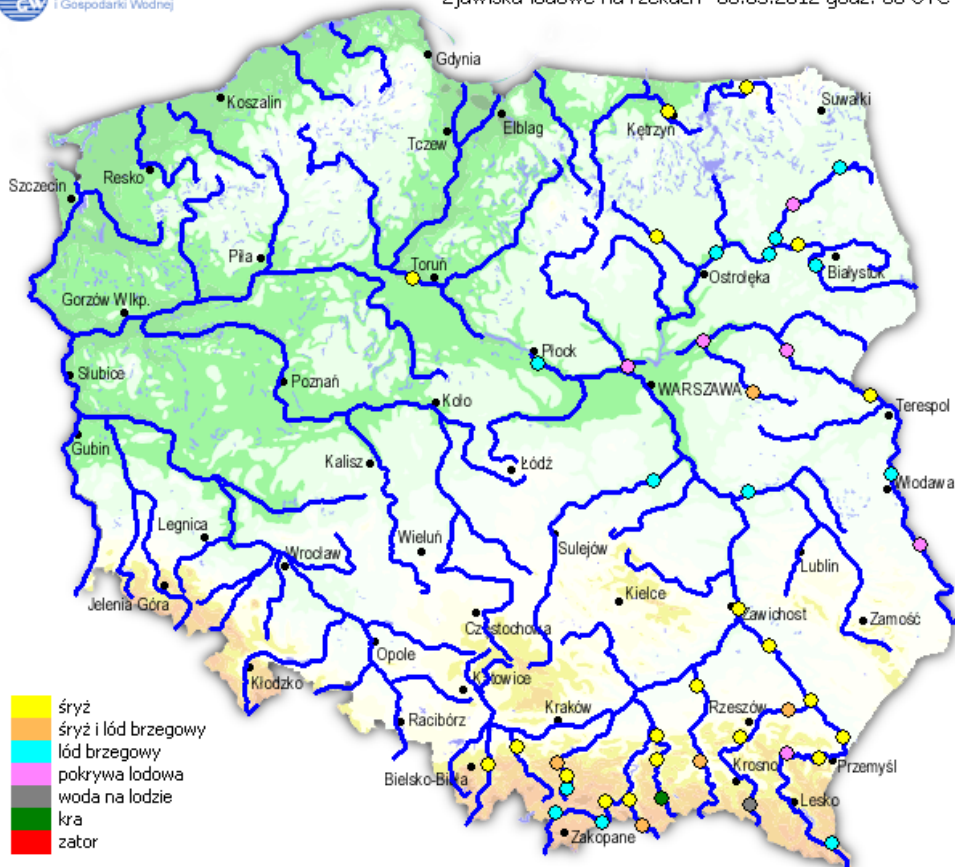 GW
i Gospodarki Wodnej
Gdynia
Koszalin
Suwałki
Elbląg
Kętrzyn
Tczew
Resko
Szczecin
Piła
Toruń
Ostrołęka
Białystok
Gorzów Wlkp.
Płock
Słubice
Poznań
WARSZAWA
Koło
Terespol
Gubin
Kalisz
Łódź
Włodawa
Legnica
Wieluń
Sulejów
Wrocław
Lublin
Jelenia Góra
Kielce
Zawichost
Częstochowa
Zamość
Opole
Kłodzko
Katowice
śryż
Racibórz
Kraków
Rzeszów
śryż i lód brzegowy
lód brzegowy
Bielsko-Biała
Krosno
Przemyśl
pokrywa lodowa
woda na lodzie
Lesko
kra
Zakopane
zator